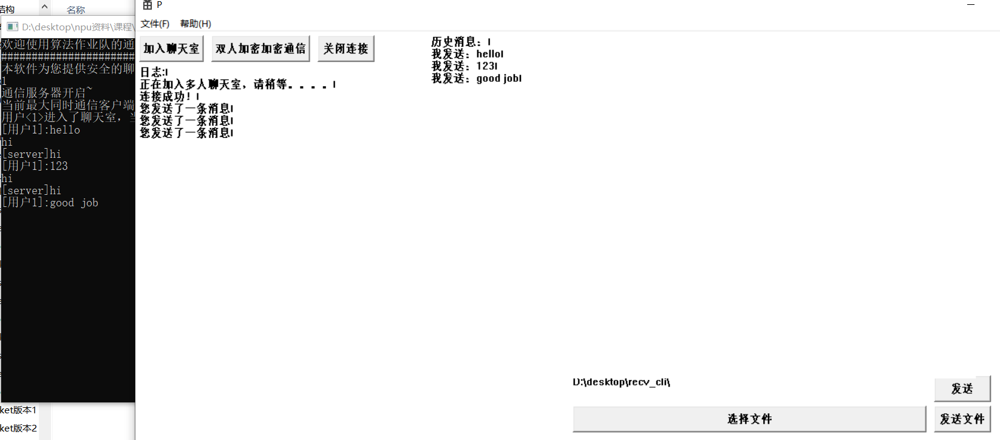 结构
名称
D:\desktop\npu资料\课程\
欢迎使用算法作业队的通
######################
本软件为您提供安全的聊
1
通信服务器开启~
当前最大同时通信客户端
用户<1>进入了聊天室，当
[用户1]:hello
hi
[server]hi
[用户1]:123
hi
[server]hi
[用户1]:good job
ket版本1
ket版本2
P
文件(F) 帮助(H)
加入聊天室 双人加密加密通信 关闭连接
日志:
正在加入多人聊天室，请稍等. . . .
连接成功！
您发送了一条消息
您发送了一条消息
您发送了一条消息
历史消息：
我发送：hello
我发送：123
我发送：good job
D:\desktop\recv_cli\
发送
选择文件 发送文件